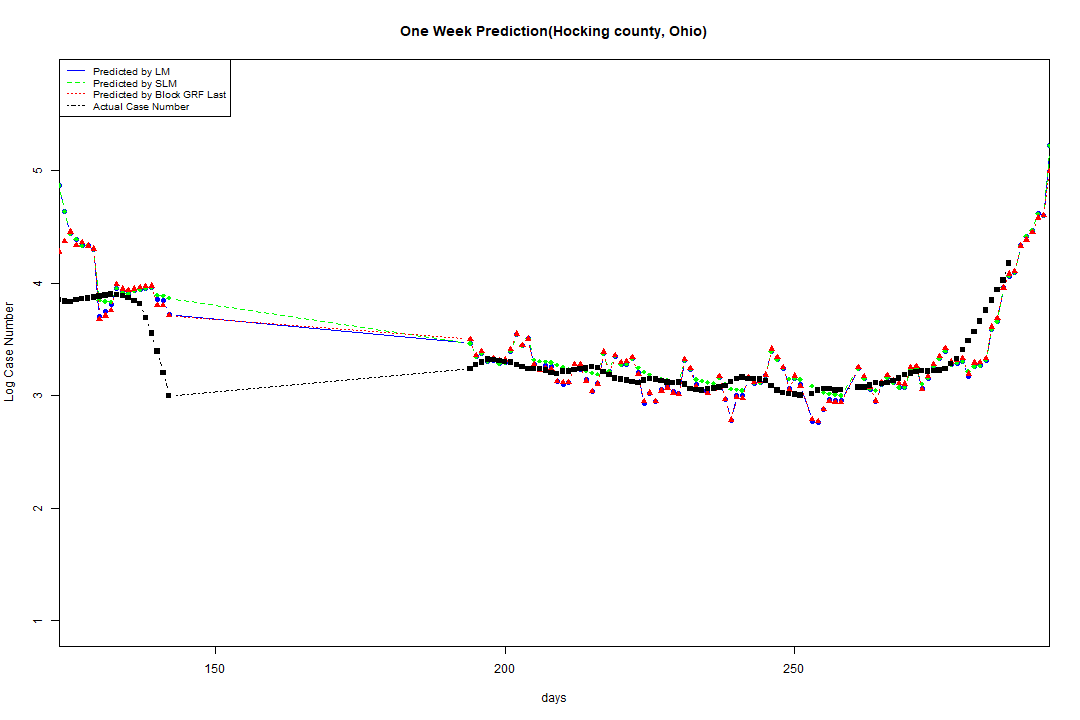 One Week Prediction(Hocking county, Ohio)
Predicted by LM
Predicted by SLM
Predicted by Block GRF Last
Actual Case Number
5
4
3
2
1
Log Case Number
150
200
250
days